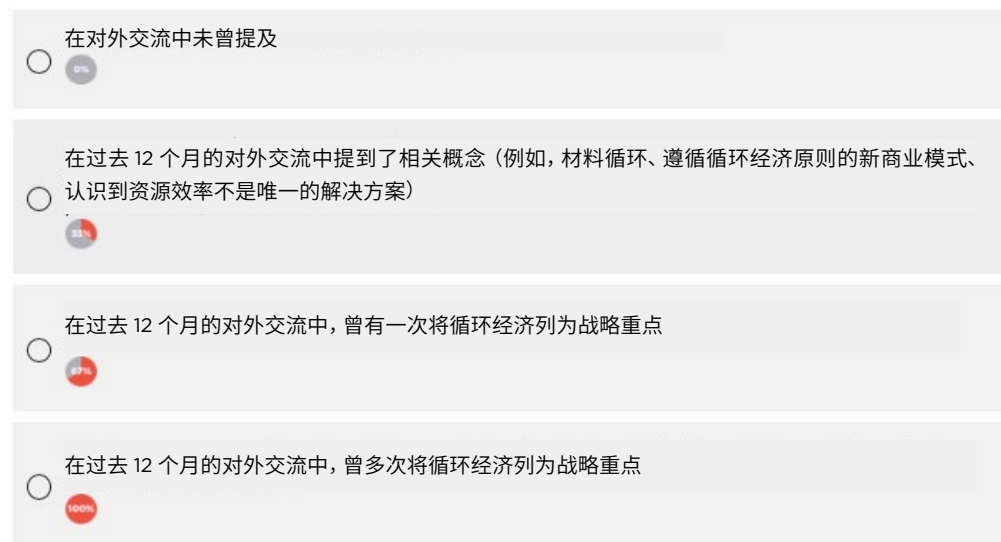 在对外交流中未曾提及
0%
在过去 12 个月的对外交流中提到了相关概念（例如，材料循环、遵循循环经济原则的新商业模式、
认识到资源效率不是唯一的解决方案）
33%
在过去 12 个月的对外交流中，曾有一次将循环经济列为战略重点
67%
在过去 12 个月的对外交流中，曾多次将循环经济列为战略重点
100%